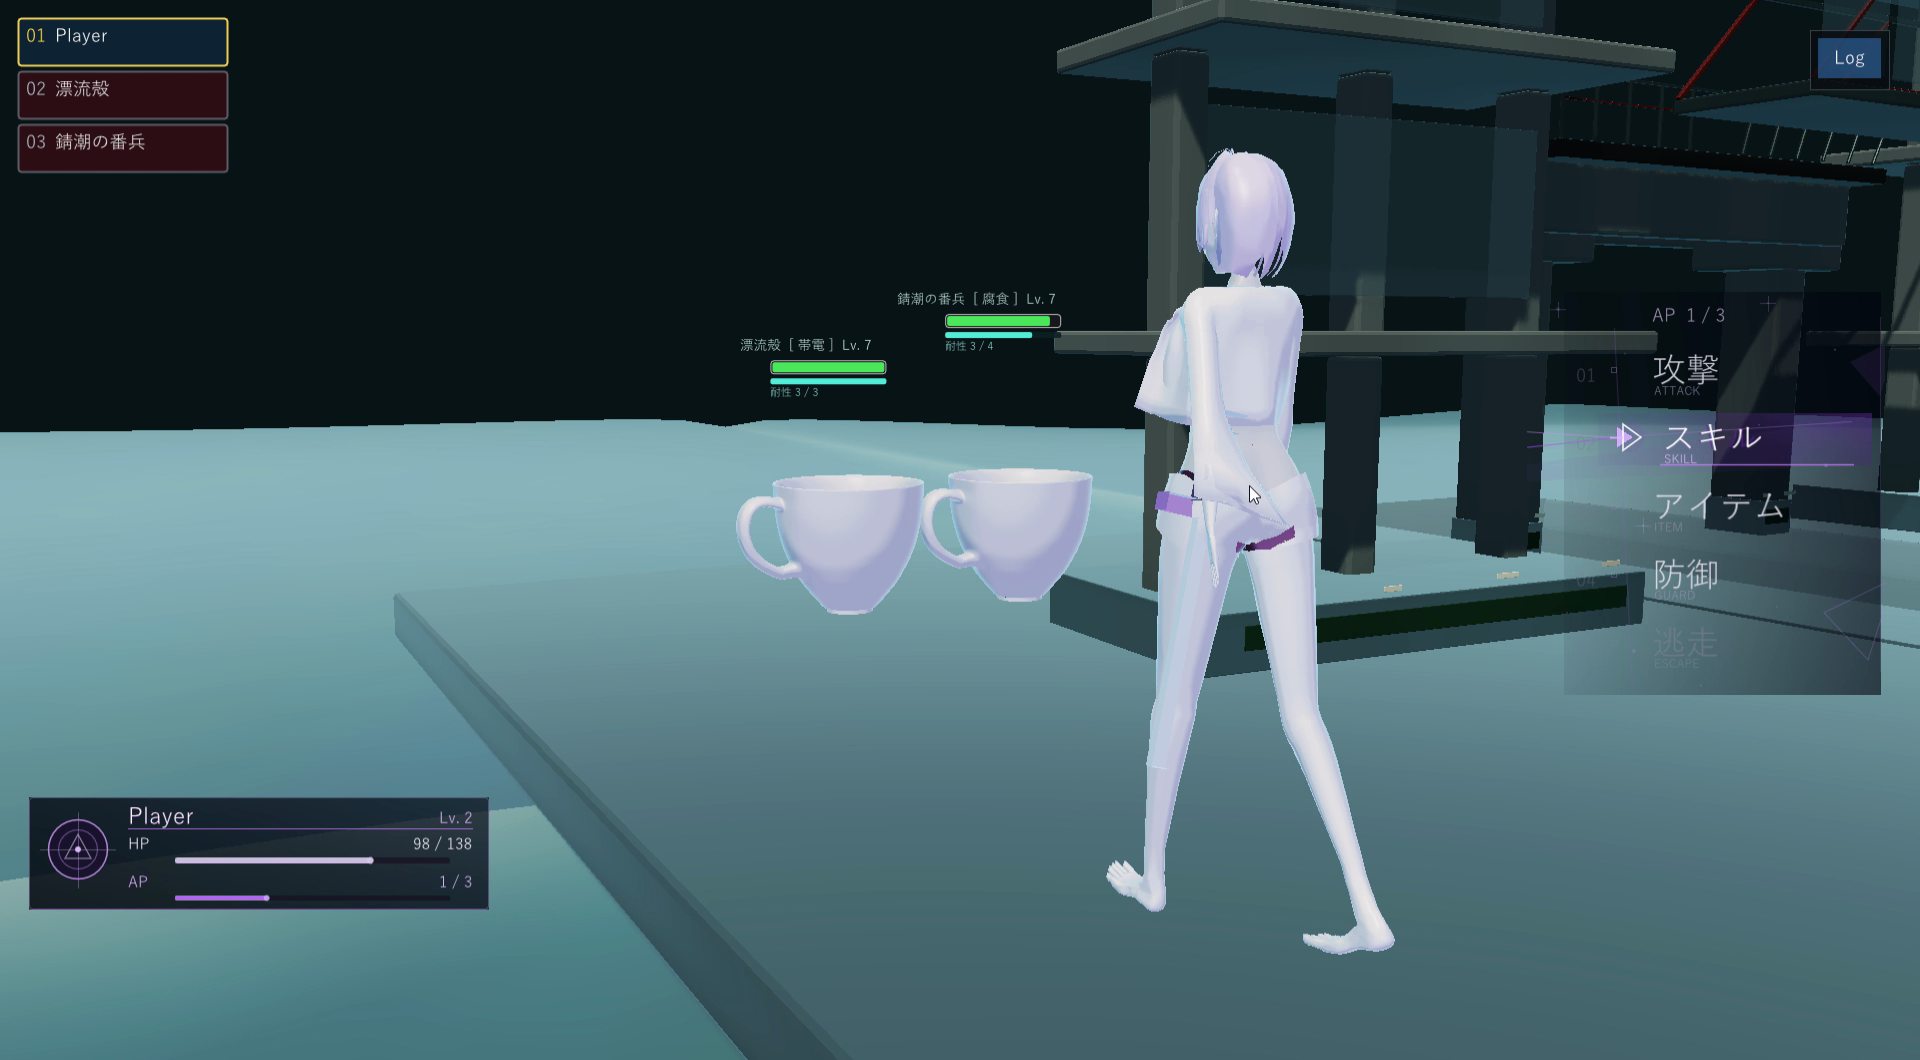 01 Player
02 漂流殻
03 錆潮の番兵
Log
錆潮の番兵 [ 腐食 ] Lv. 7
耐性 3 / 4
漂流殻 [ 帯電 ] Lv. 7
耐性 3 / 3
AP 1 / 3
01 攻撃
ATTACK
スキル
SKILL
アイテム
ITEM
04 防御
GUARD
逃走
ESCAPE
Player Lv. 2
HP 98 / 138
AP 1 / 3